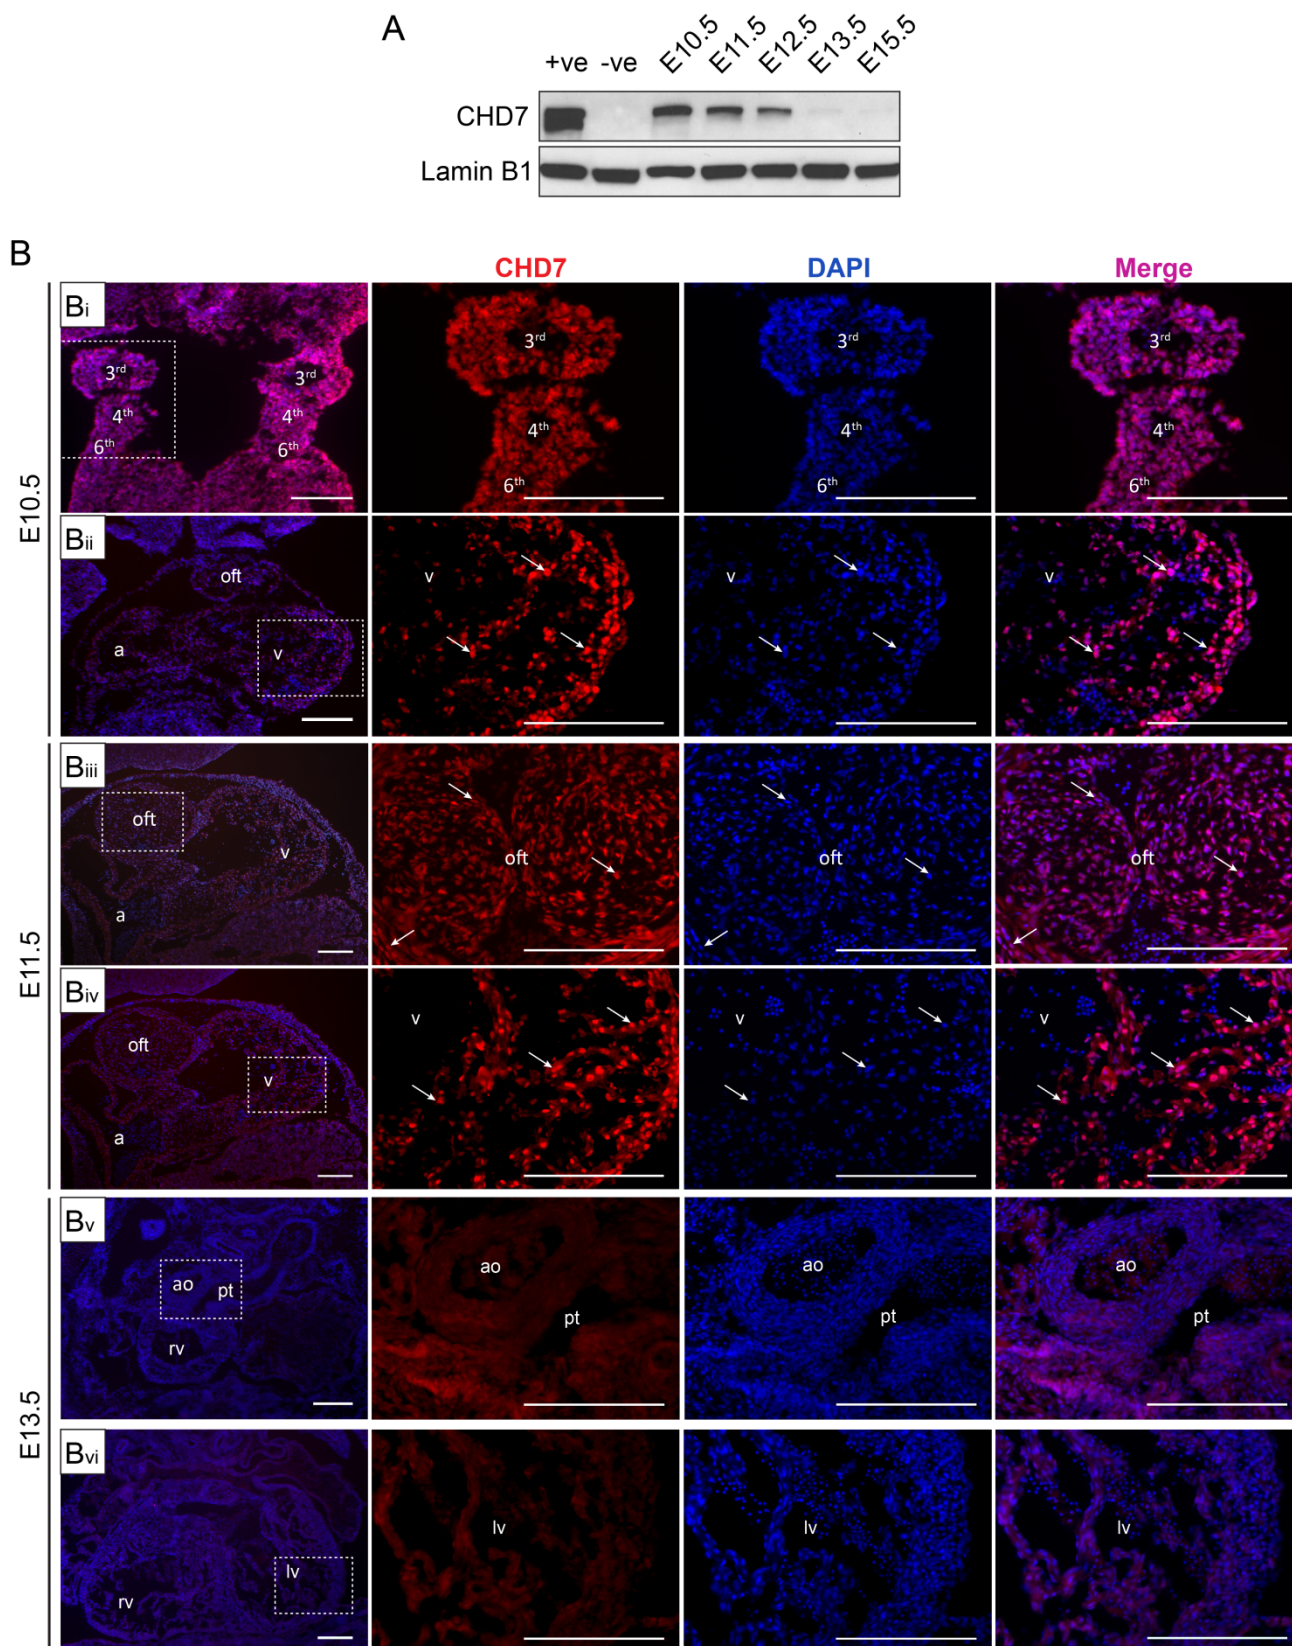 A
+ve -ve E10.5 E11.5 E12.5 E13.5 E15.5
CHD7
Lamin B1
B
CHD7 DAPI Merge
E10.5
Bi
3rd 3rd
4th 4th
6th 6th
3rd
4th
6th
3rd
4th
6th
3rd
4th
6th
Bii
oft
a
v
v
v
v
E11.5
Biii
oft
v
a
oft
oft
oft
Biv
oft
v
a
v
v
v
E13.5
Bv
ao
pt
rv
ao
pt
ao
pt
ao
pt
Bvi
lv
rv
lv
lv
lv